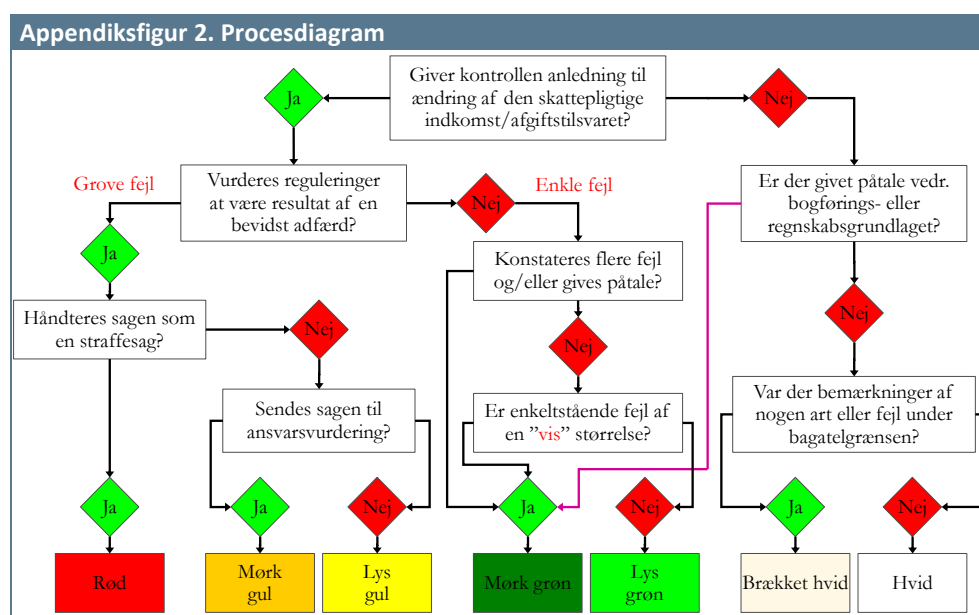 Appendiksfigur 2. Procesdiagram
Giver kontrollen anledning til
ændring af den skattepligtige
indkomst/afgiftstilsvaret?
Ja
Nej
Grove fejl
Vurderes reguleringer
at være resultat af en
bevidst adfærd?
Enkle fejl
Nej
Er der givet påtale vedr.
bogførings- eller
regnskabsgrundlaget?
Ja
Konstateres flere fejl
og/eller gives påtale?
Nej
Håndteres sagen som
en straffesag?
Nej
Nej
Nej
Sendes sagen til
ansvarsvurdering?
Er enkeltstående fejl af
en ”vis” størrelse?
Var der bemærkninger af
nogen art eller fejl under
bagatelgrænsen?
Ja
Ja
Nej
Ja
Nej
Ja
Nej
Rød
Mørk
gul
Lys
gul
Mørk grøn
Lys
grøn
Brækket hvid
Hvid